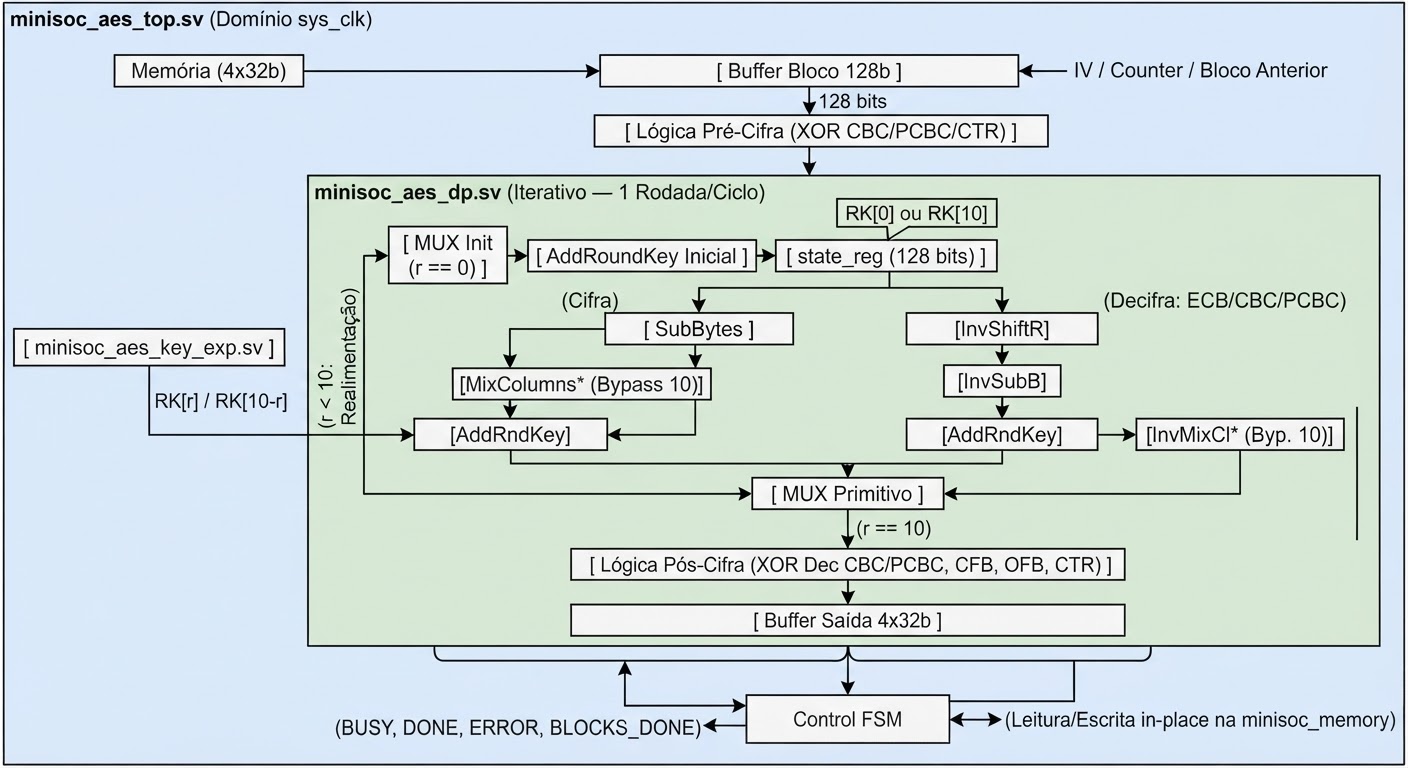 minisoc_aes_top.sv (Domínio sys_clk)
Memória (4x32b)
[ Buffer Bloco 128b ]
IV / Counter / Bloco Anterior
128 bits
[ Lógica Pré-Cifra (XOR CBC/PCBC/CTR) ]
minisoc_aes_dp.sv (Iterativo — 1 Rodada/Ciclo)
RK[0] ou RK[10]
[ MUX Init
(r == 0) ]
[ AddRoundKey Inicial ]
[ state_reg (128 bits) ]
(Cifra)
(Decifra: ECB/CBC/PCBC)
[ SubBytes ]
[InvShiftR]
[ minisoc_aes_key_exp.sv ]
(r < 10:
Realimentação)
[MixColumns* (Bypass 10)]
[InvSubB]
RK[r] / RK[10-r]
[AddRndKey]
[AddRndKey]
[InvMixCl* (Byp. 10)]
[ MUX Primitivo ]
(r == 10)
[ Lógica Pós-Cifra (XOR Dec CBC/PCBC, CFB, OFB, CTR) ]
[ Buffer Saída 4x32b ]
(BUSY, DONE, ERROR, BLOCKS_DONE)
Control FSM
(Leitura/Escrita in-place na minisoc_memory)